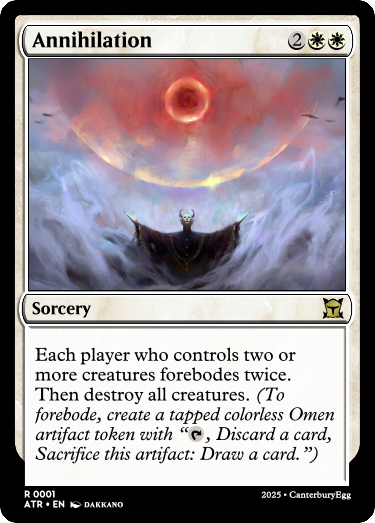 Annihilation 2
Sorcery
Each player who controls two or
more creatures forebodes twice.
Then destroy all creatures. (To
forebode, create a tapped colorless Omen
artifact token with “, Discard a card,
Sacrifice this artifact: Draw a card.”)
R 0001
ATR • EN DAKKANO
2025 • CanterburyEgg